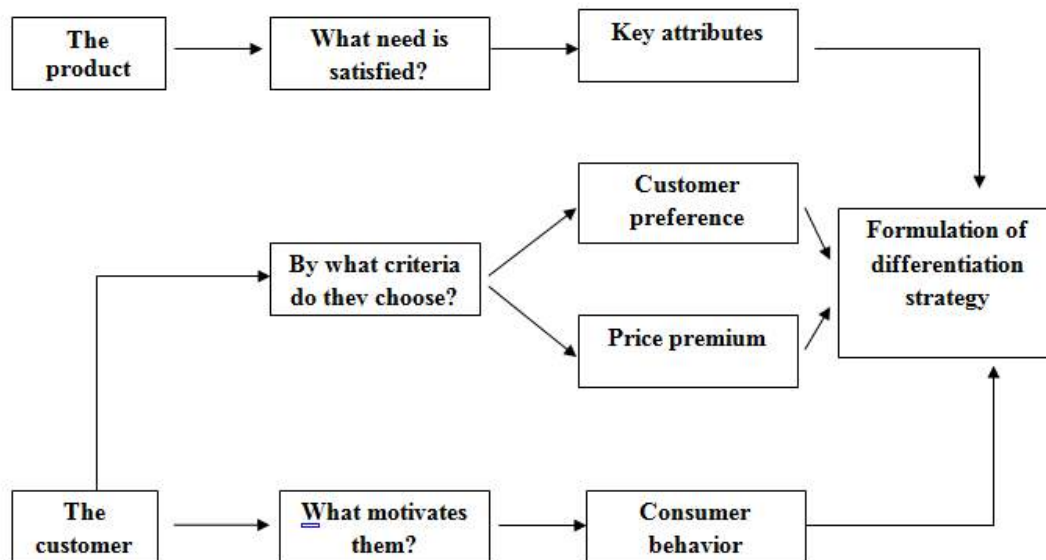 The
product
What need is
satisfied?
Key attributes
Customer
preference
Formulation of
differentiation
strategy
By what criteria
do they choose?
Price premium
The
customer
What motivates
them?
Consumer
behavior